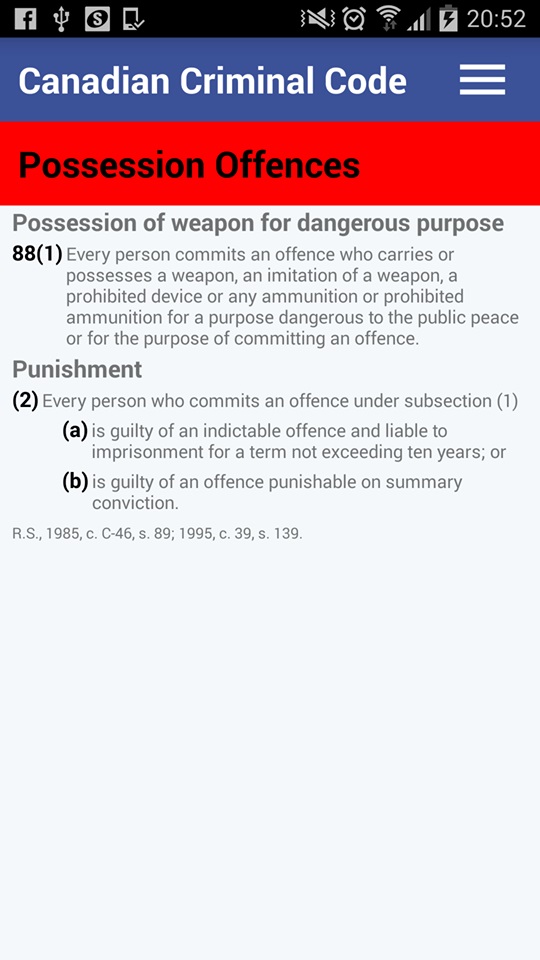 20:52
Canadian Criminal Code
Possession Offences
Possession of weapon for dangerous purpose
88(1) Every person commits an offence who carries or
possesses a weapon, an imitation of a weapon, a
prohibited device or any ammunition or prohibited
ammunition for a purpose dangerous to the public peace
or for the purpose of committing an offence.
Punishment
(2) Every person who commits an offence under subsection (1)
(a) is guilty of an indictable offence and liable to
imprisonment for a term not exceeding ten years; or
(b) is guilty of an offence punishable on summary
conviction.
R.S., 1985, c. C-46, s. 89; 1995, c. 39, s. 139.